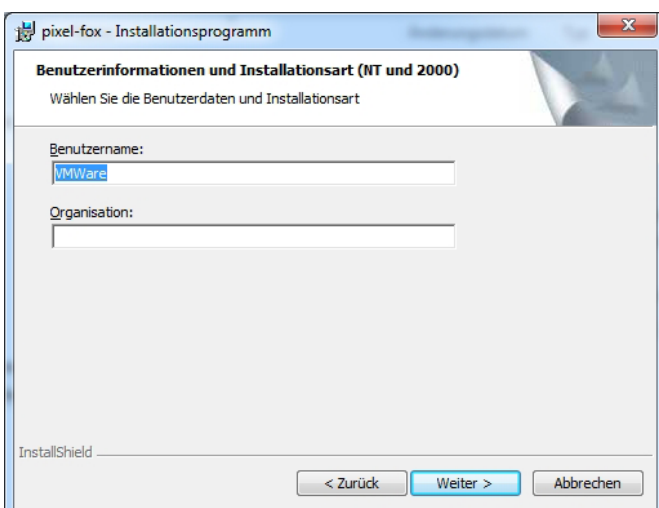 pixel-fox - Installationsprogramm
Benutzerinformationen und Installationsart (NT und 2000)
Wählen Sie die Benutzerdaten und Installationsart
Benutzername:
VMWare
Organisation:
InstallShield
< Zurück Weiter > Abbrechen